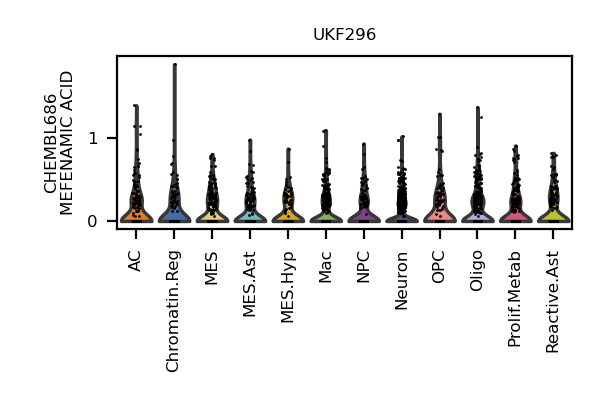 UKF296
CHEMBL686
MEFENAMIC ACID
1
0
AC
Chromatin.Reg
MES
MES.Ast
MES.Hyp
Mac
NPC
Neuron
OPC
Oligo
Prolif.Metab
Reactive.Ast